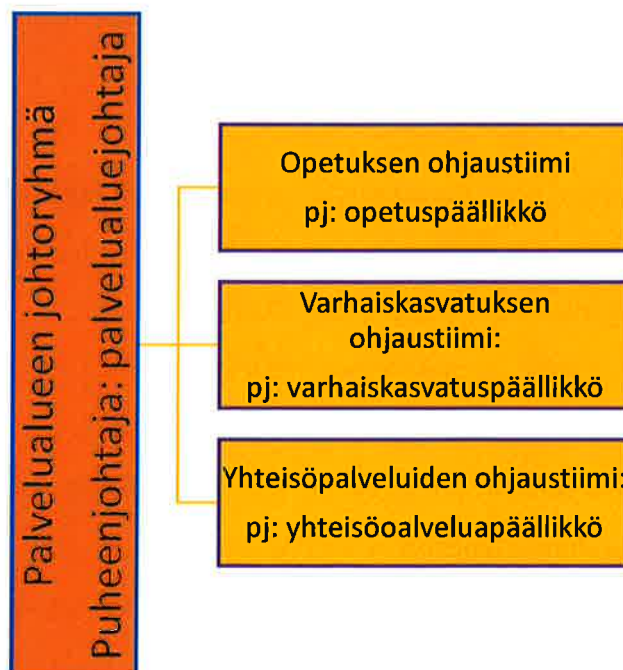 Palvelualueen johtoryhmä
Puheenjohtaja: palvelualuejohtaja
Opetuksen ohjaustiimi
pj: opetuspäällikkö
Varhaiskasvatuksen
ohjaustiimi:
pj: varhaiskasvatuspäällikkö
Yhteisöpalveluiden ohjaustiimi:
pj: yhteisöoalveluapäällikkö